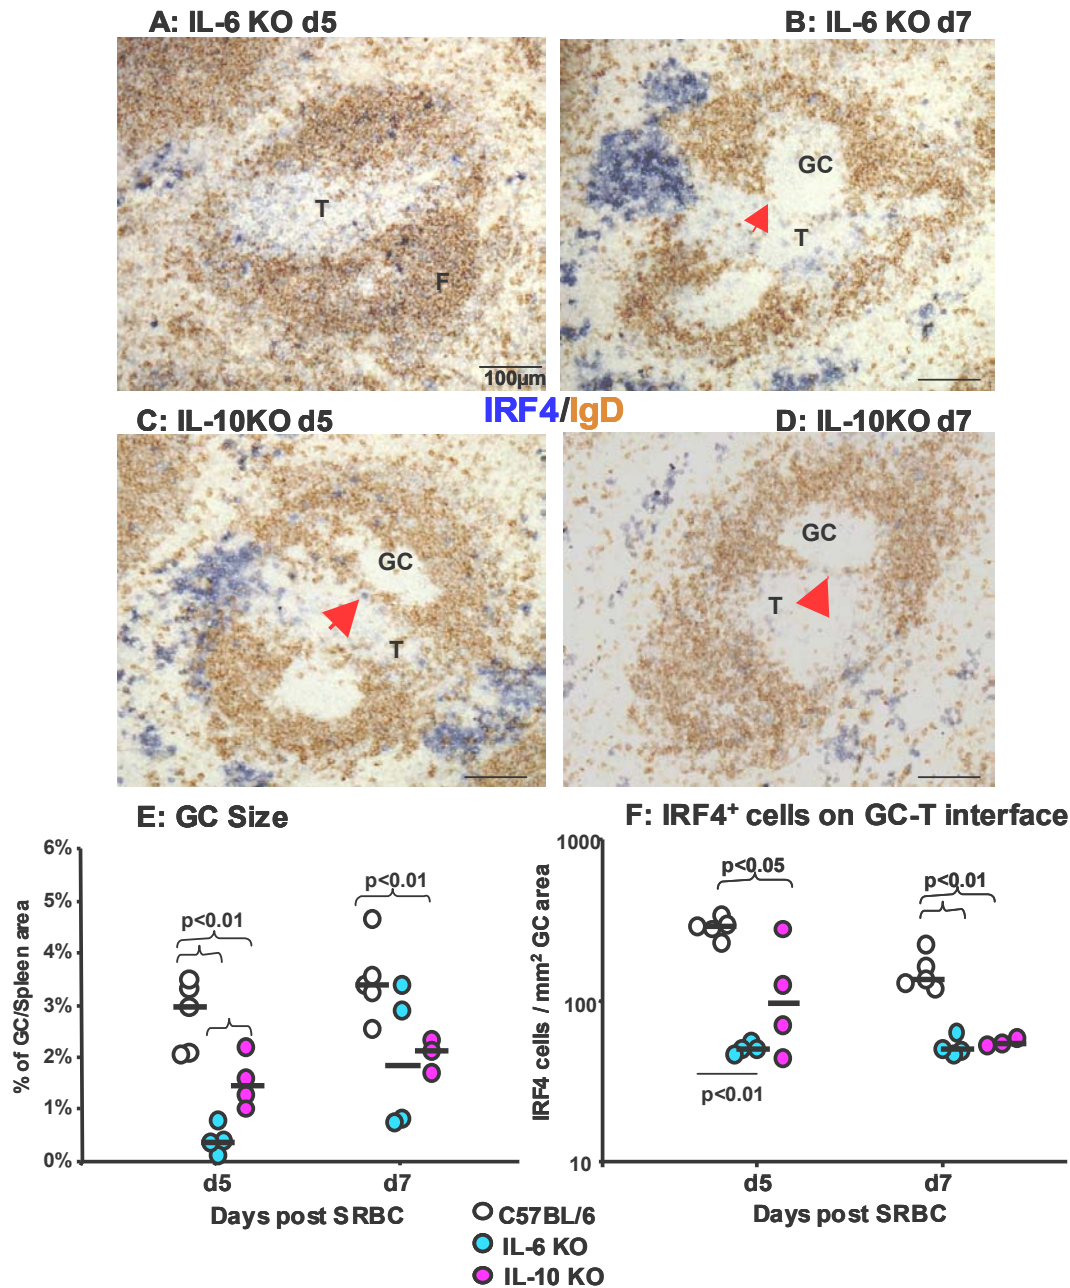 A: IL-6 KO d5
B: IL-6 KO d7
T
F
100µm
GC
T
IRF4/IgD
C: IL-10KO d5
D: IL-10KO d7
GC
T
GC
T
E: GC Size
% of GC/Spleen area
6%
5%
4%
3%
2%
1%
0%
p<0.01
p<0.01
d5
d7
Days post SRBC
F: IRF4⁺ cells on GC-T interface
IRF4 cells / mm² GC area
1000
100
10
p<0.05
p<0.01
p<0.01
d5
d7
Days post SRBC
C57BL/6
IL-6 KO
IL-10 KO